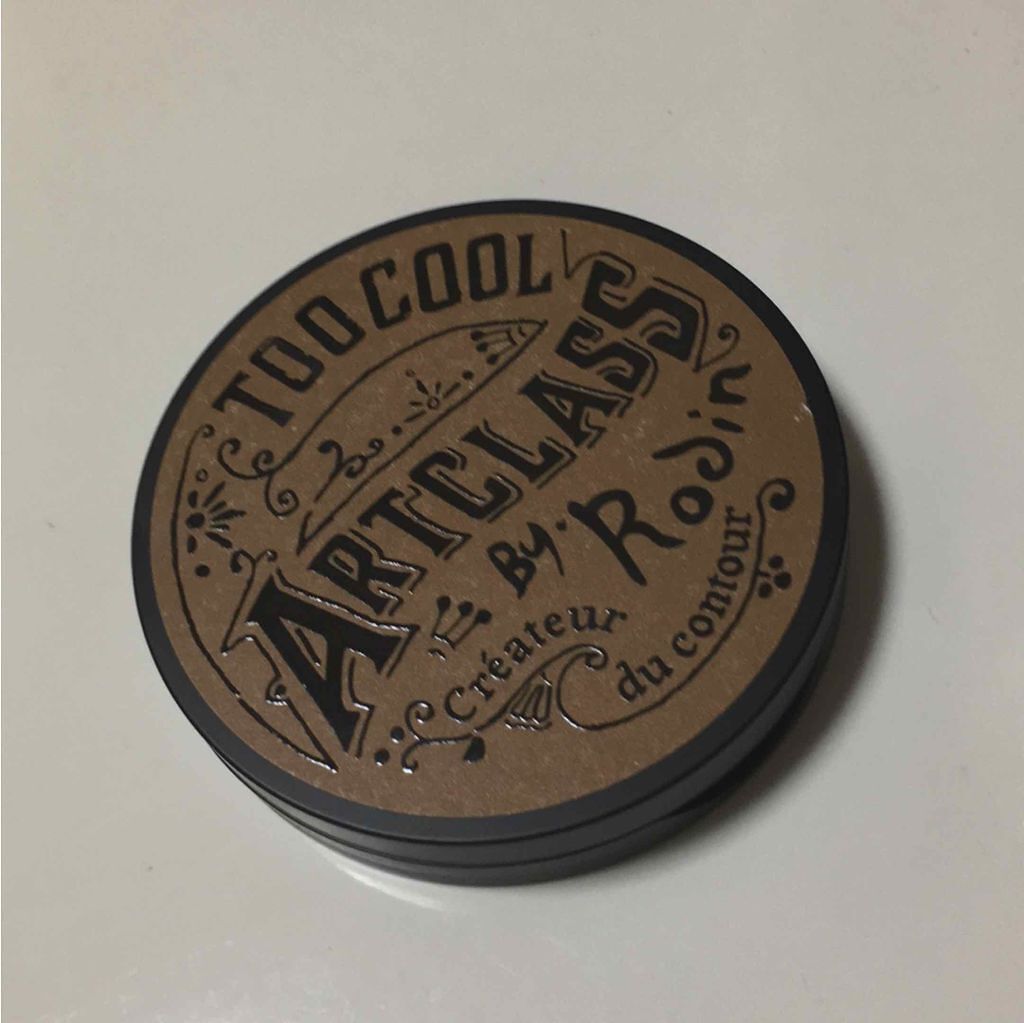 TOO COOL
ARTCLASS
By. Rodin
Créateur
du contour